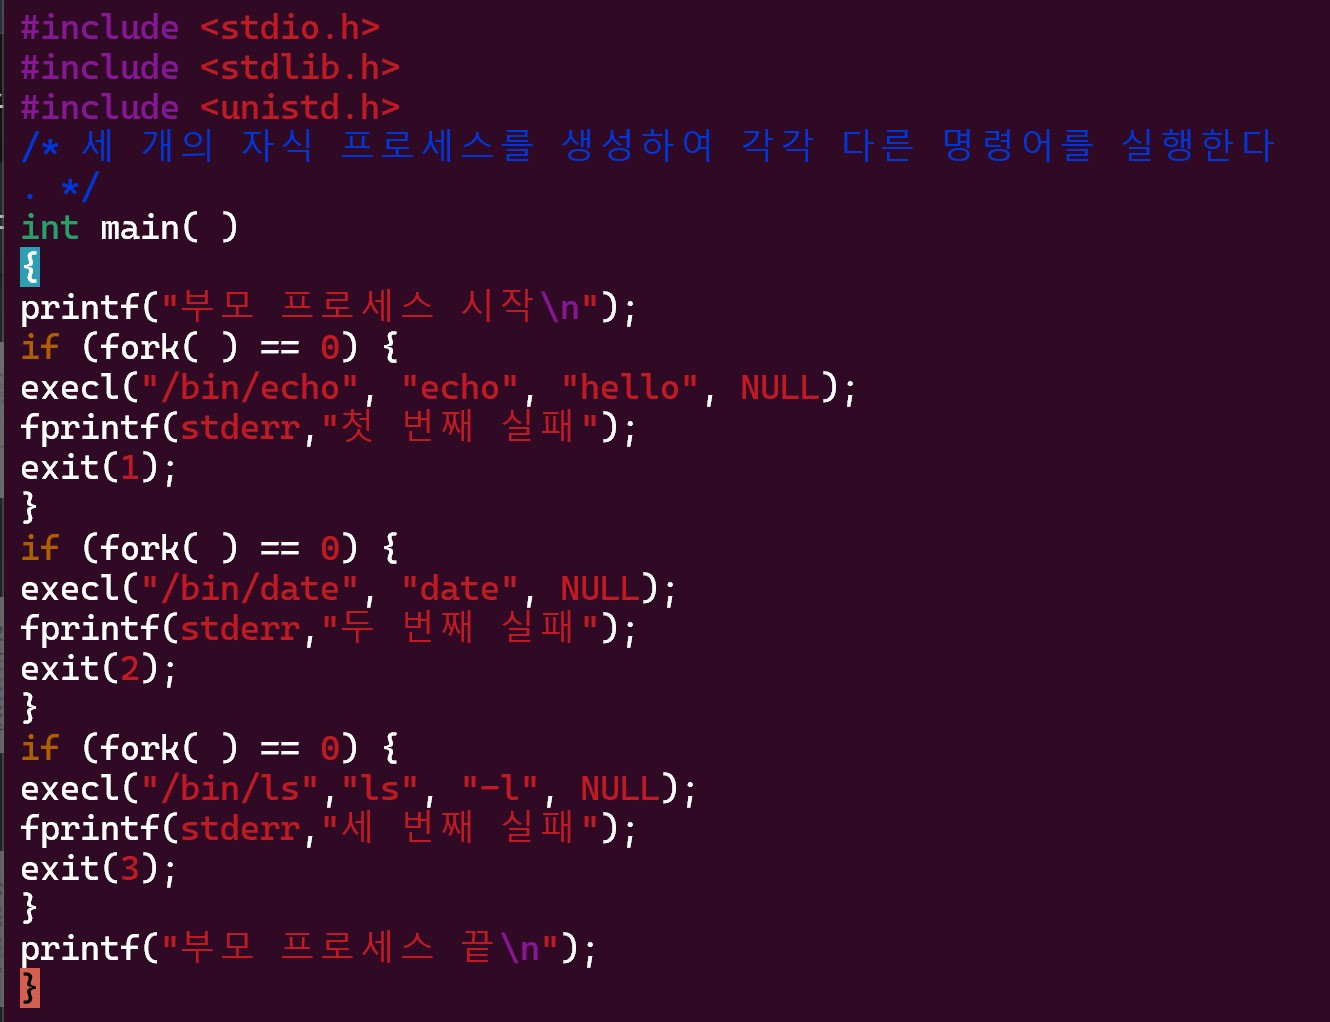 #include <stdio.h>
#include <stdlib.h>
#include <unistd.h>
/* 세 개의 자식 프로세스를 생성하여 각각 다른 명령어를 실행한다
. */
int main( )
{
printf("부모 프로세스 시작\n");
if (fork( ) == 0) {
execl("/bin/echo", "echo", "hello", NULL);
fprintf(stderr,"첫 번째 실패");
exit(1);
}
if (fork( ) == 0) {
execl("/bin/date", "date", NULL);
fprintf(stderr,"두 번째 실패");
exit(2);
}
if (fork( ) == 0) {
execl("/bin/ls","ls", "-l", NULL);
fprintf(stderr,"세 번째 실패");
exit(3);
}
printf("부모 프로세스 끝\n");
}